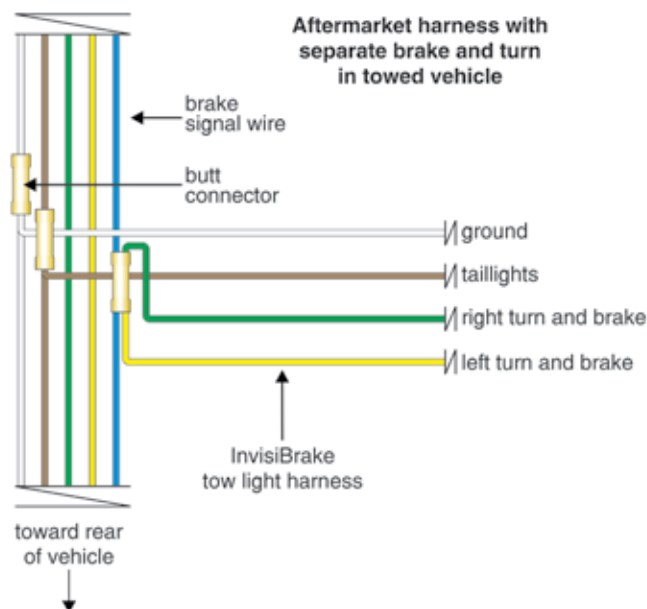 Aftermarket harness with
separate brake and turn
in towed vehicle
brake
signal wire
butt
connector
ground
taillights
right turn and brake
left turn and brake
InvisiBrake
tow light harness
toward rear
of vehicle